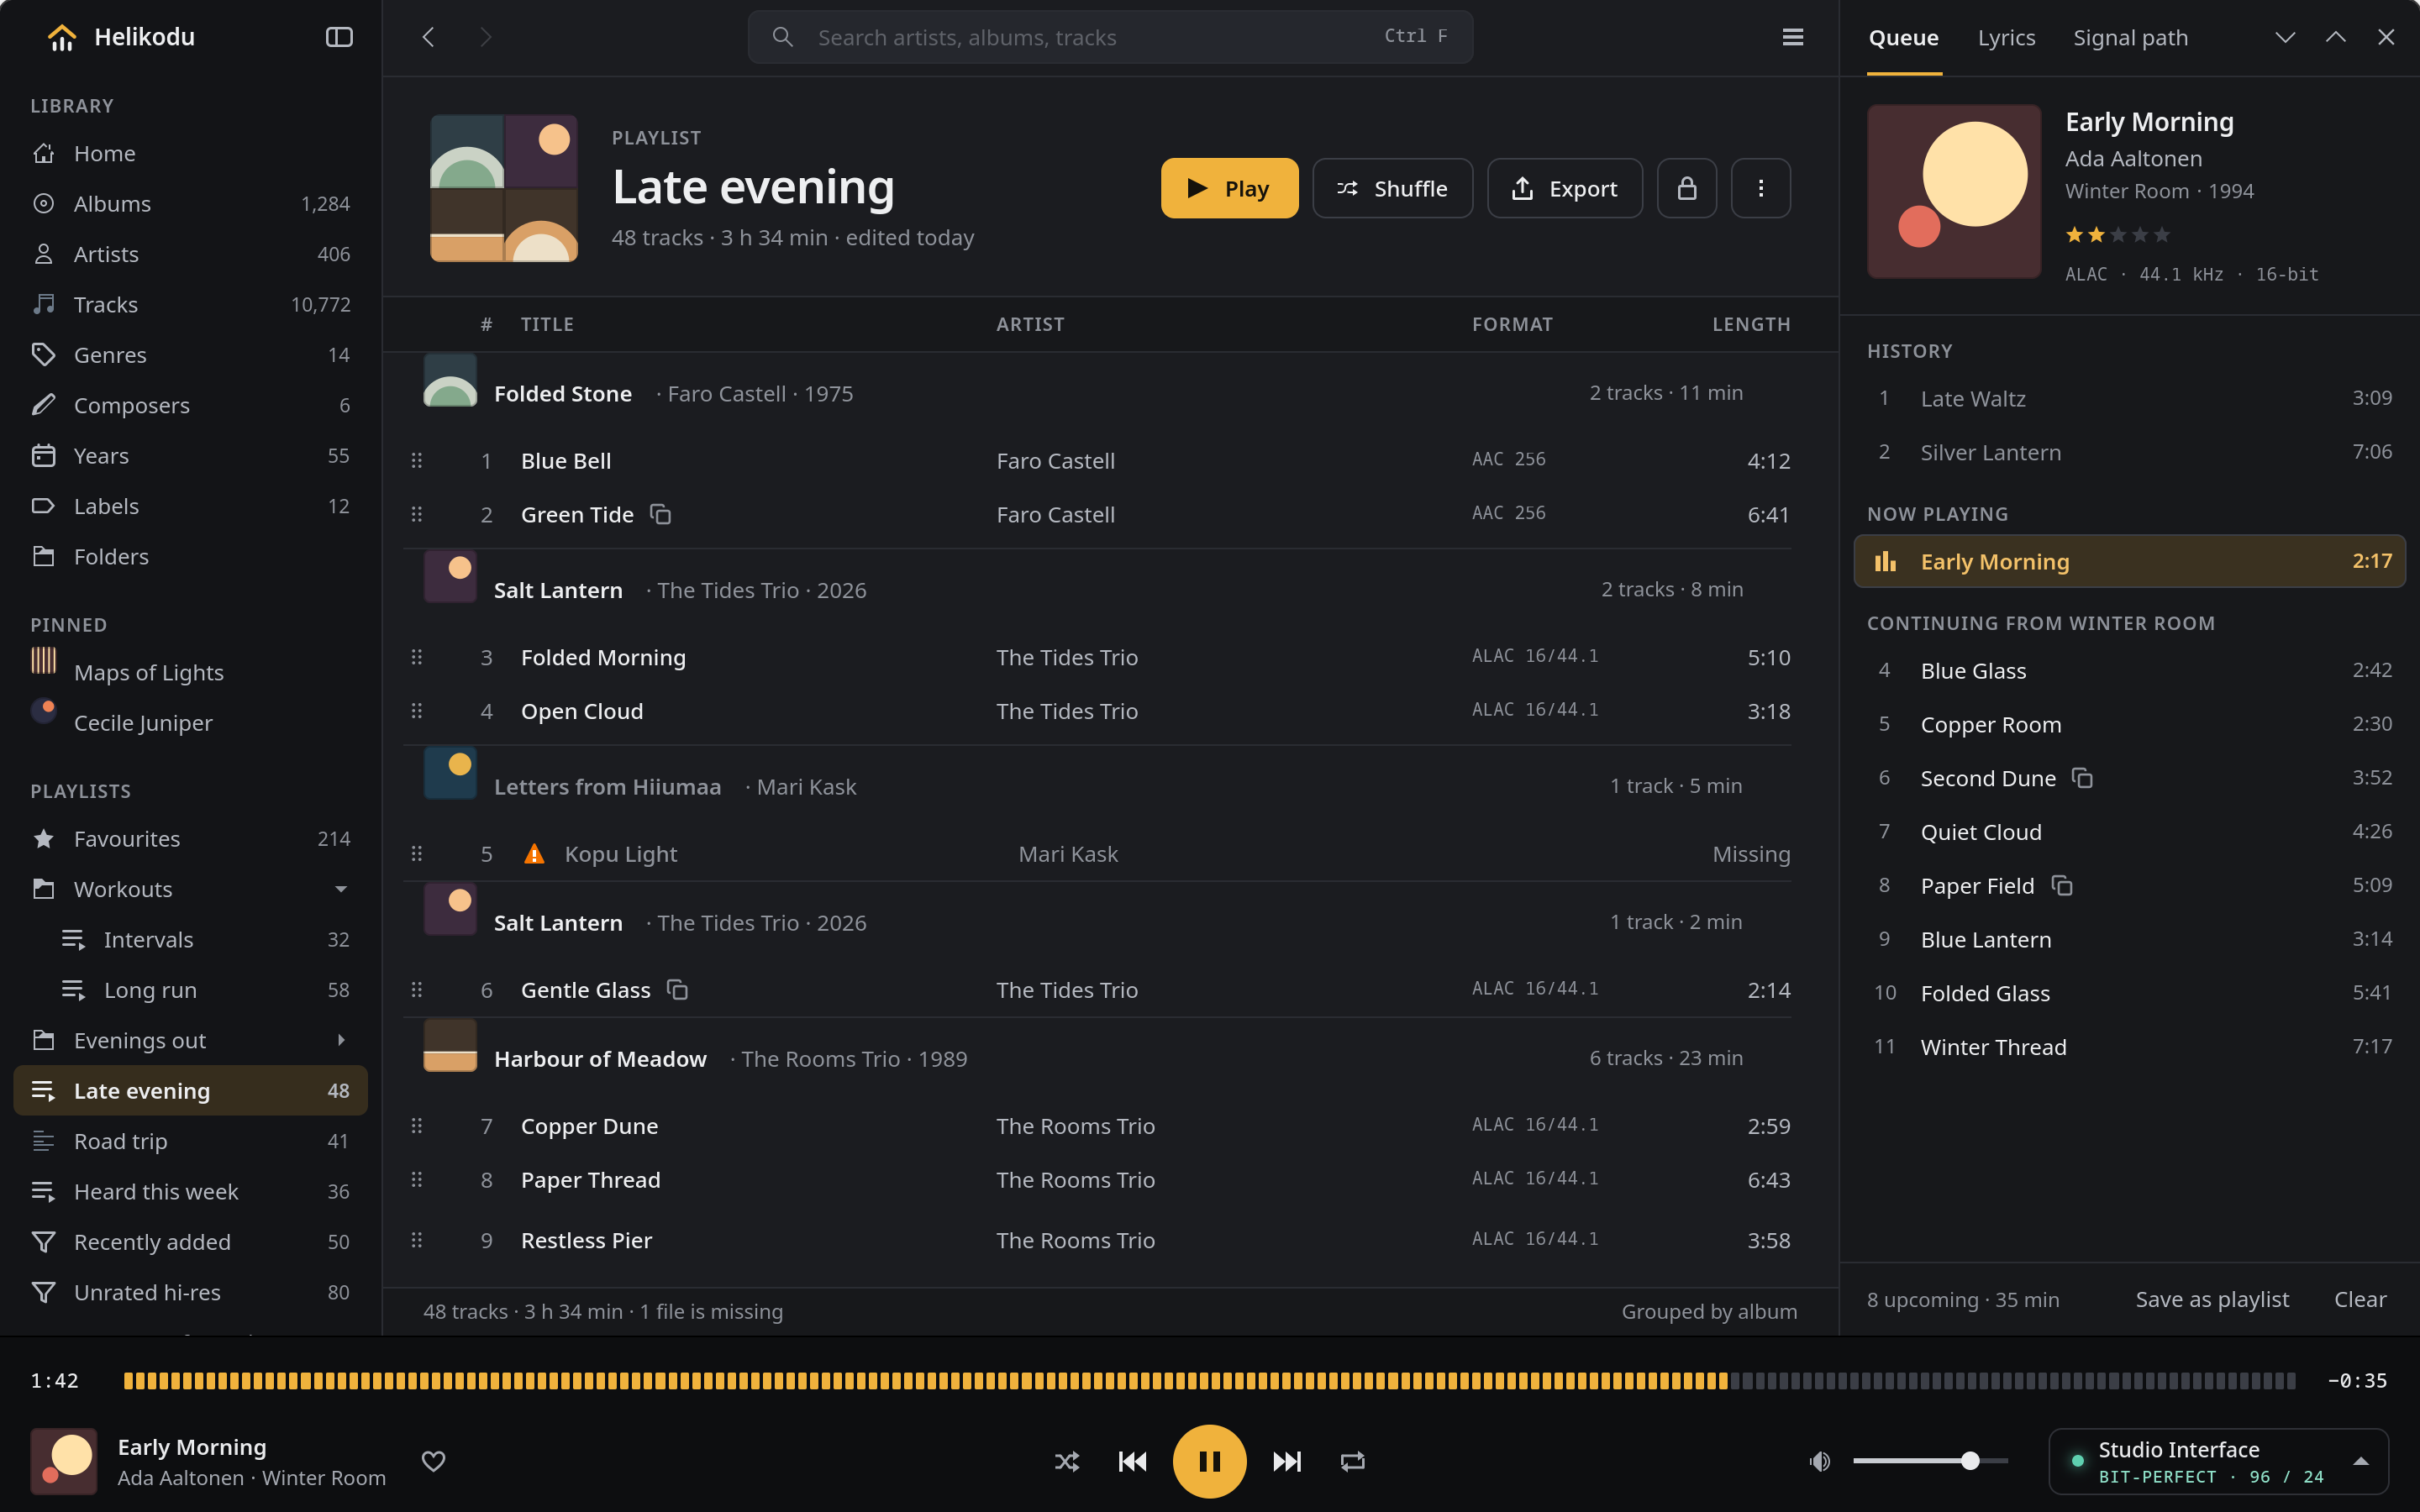 Helikodu
LIBRARY
Home
Albums 1,284
Artists 406
Tracks 10,772
Genres 14
Composers 6
Years 55
Labels 12
Folders
PINNED
Maps of Lights
Cecile Juniper
PLAYLISTS
Favourites 214
Workouts
Intervals 32
Long run 58
Evenings out
Late evening 48
Road trip 41
Heard this week 36
Recently added 50
Unrated hi-res 80
Search artists, albums, tracks Ctrl F
PLAYLIST
Late evening
48 tracks · 3 h 34 min · edited today
Play Shuffle Export
# TITLE ARTIST FORMAT LENGTH
Folded Stone · Faro Castell · 1975 2 tracks · 11 min
1 Blue Bell Faro Castell AAC 256 4:12
2 Green Tide Faro Castell AAC 256 6:41
Salt Lantern · The Tides Trio · 2026 2 tracks · 8 min
3 Folded Morning The Tides Trio ALAC 16/44.1 5:10
4 Open Cloud The Tides Trio ALAC 16/44.1 3:18
Letters from Hiiumaa · Mari Kask 1 track · 5 min
5 Kopu Light Mari Kask Missing
Salt Lantern · The Tides Trio · 2026 1 track · 2 min
6 Gentle Glass The Tides Trio ALAC 16/44.1 2:14
Harbour of Meadow · The Rooms Trio · 1989 6 tracks · 23 min
7 Copper Dune The Rooms Trio ALAC 16/44.1 2:59
8 Paper Thread The Rooms Trio ALAC 16/44.1 6:43
9 Restless Pier The Rooms Trio ALAC 16/44.1 3:58
48 tracks · 3 h 34 min · 1 file is missing Grouped by album
Queue Lyrics Signal path
Early Morning
Ada Aaltonen
Winter Room · 1994
ALAC · 44.1 kHz · 16-bit
HISTORY
1 Late Waltz 3:09
2 Silver Lantern 7:06
NOW PLAYING
Early Morning 2:17
CONTINUING FROM WINTER ROOM
4 Blue Glass 2:42
5 Copper Room 2:30
6 Second Dune 3:52
7 Quiet Cloud 4:26
8 Paper Field 5:09
9 Blue Lantern 3:14
10 Folded Glass 5:41
11 Winter Thread 7:17
8 upcoming · 35 min Save as playlist Clear
1:42 −0:35
Early Morning
Ada Aaltonen · Winter Room
Studio Interface
BIT-PERFECT · 96 / 24